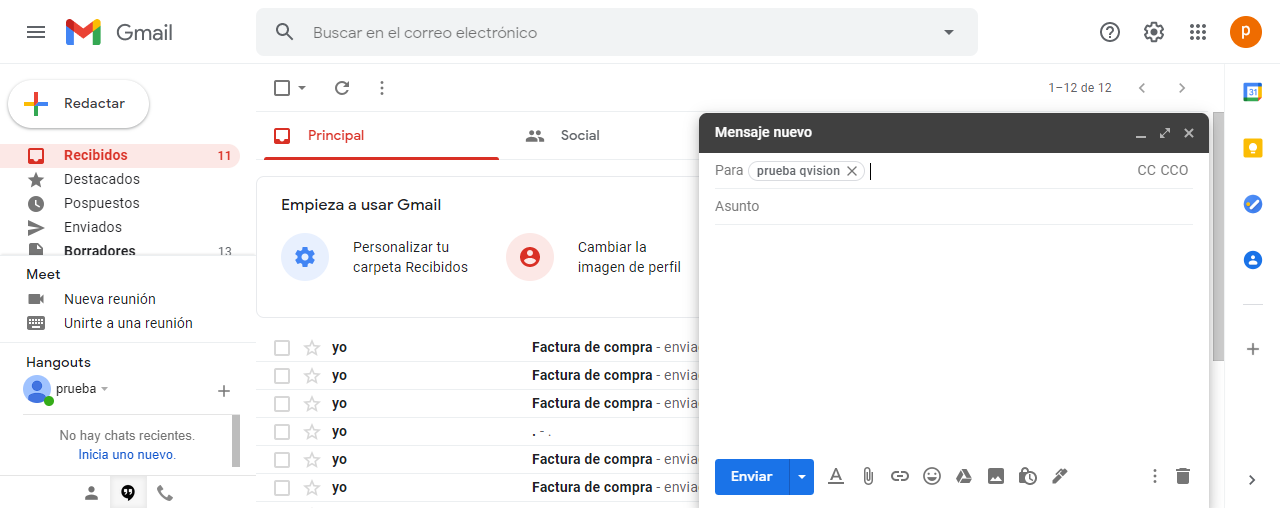 Gmail
Buscar en el correo electrónico
p
Redactar
1–12 de 12
31
Recibidos 11
Destacados
Pospuestos
Enviados
Borradores 13
Meet
Nueva reunión
Unirte a una reunión
Hangouts
prueba
No hay chats recientes.
Inicia uno nuevo.
Principal
Social
Empieza a usar Gmail
Personalizar tu
carpeta Recibidos
Cambiar la
imagen de perfil
yo Factura de compra - envia
yo Factura de compra - envia
yo Factura de compra - envia
yo . - .
yo Factura de compra - envia
yo Factura de compra - envia
Mensaje nuevo
Para prueba qvision CC CCO
Asunto
Enviar